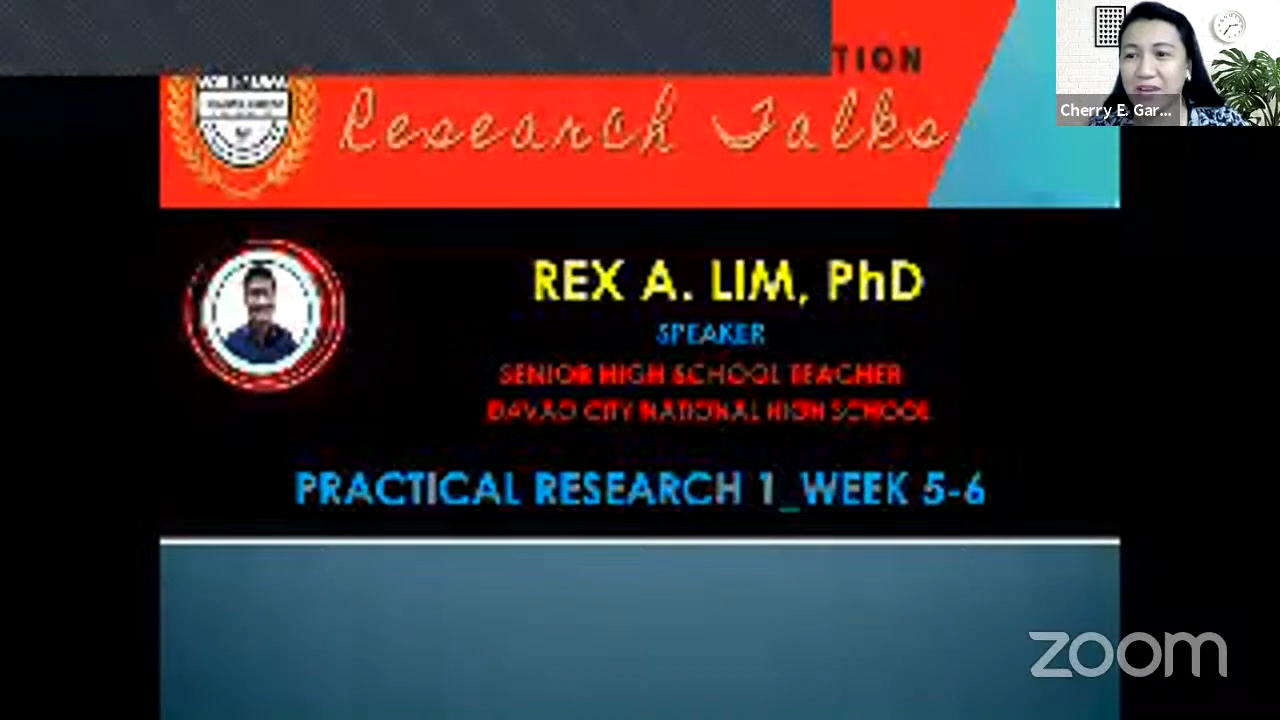 TION
Research Talks
Cherry E. Gar...
REX A. LIM, PhD
SPEAKER
SENIOR HIGH SCHOOL TEACHER
DAVAO CITY NATIONAL HIGH SCHOOL
PRACTICAL RESEARCH 1_WEEK 5-6
zoom